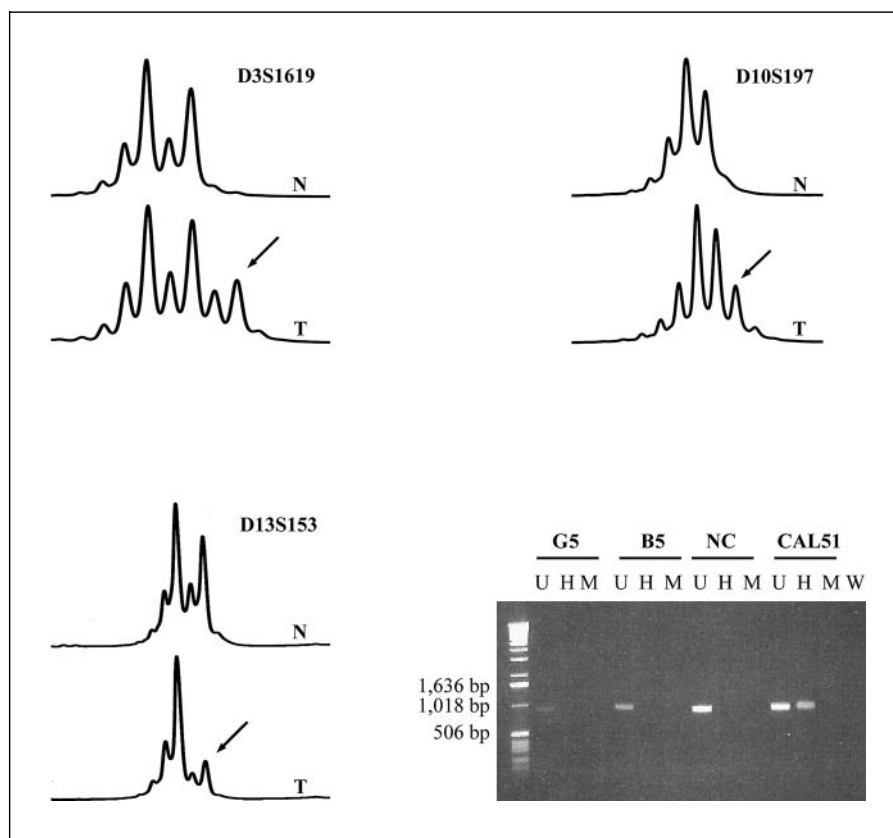 D3S1619
N
T
D10S197
N
T
D13S153
N
T
G5 B5 NC CAL51
U H M U H M U H M U H M W
1,636 bp
1,018 bp
506 bp